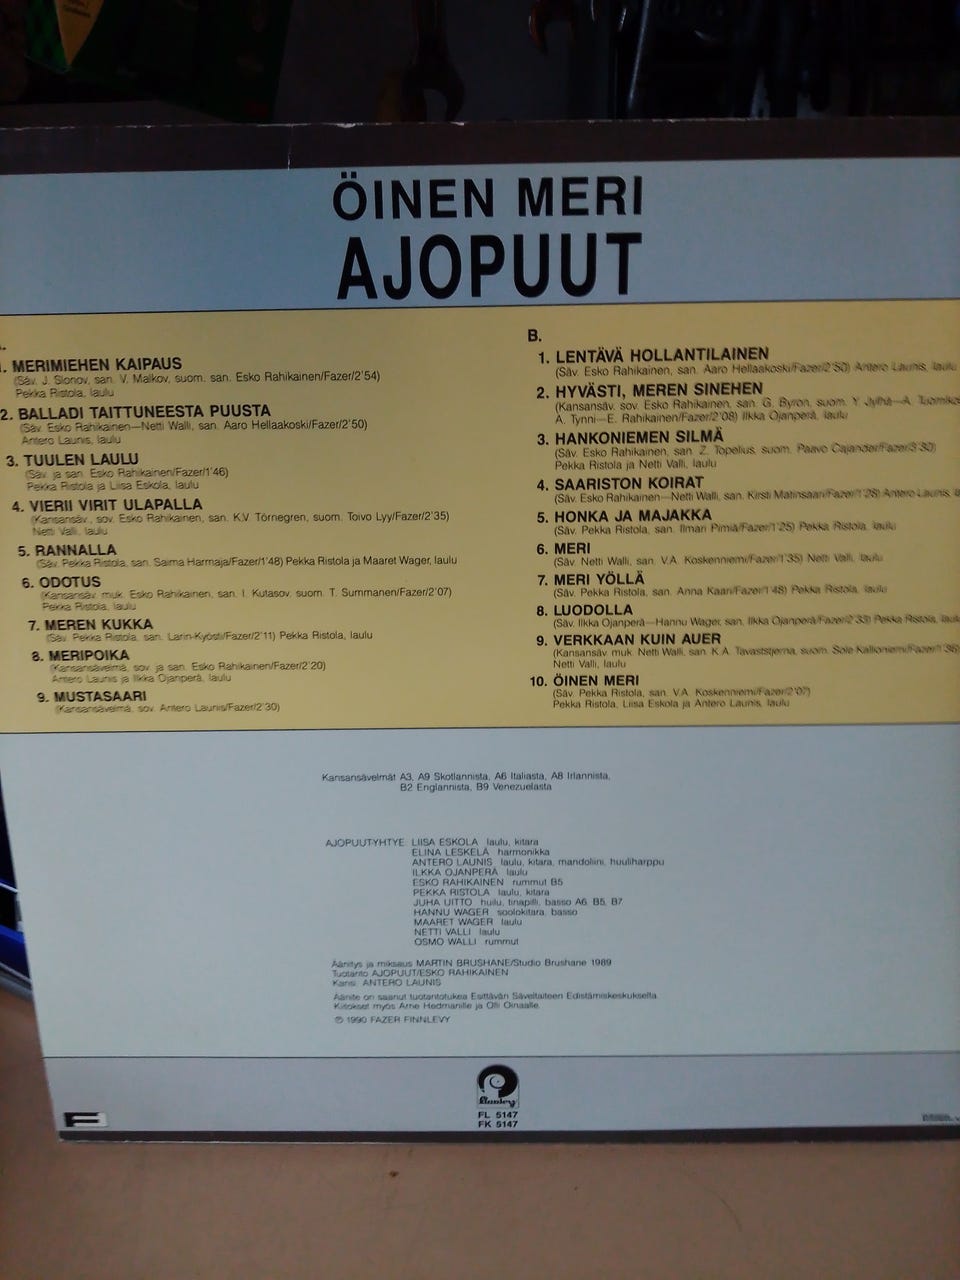 ÖINEN MERI
AJOPUUT
1. MERIMIEHEN KAIPAUS
(Säv. J. Slonov, san. V. Malkov, suom. san. Esko Rahikainen/Fazer/2'54)
Pekka Ristola, laulu
2. BALLADI TAITTUNEESTA PUUSTA
(Säv. Esko Rahikainen—Netti Walli, san. Aaro Hellaakoski/Fazer/2'50)
Antero Launis, laulu
3. TUULEN LAULU
(Säv. ja san. Esko Rahikainen/Fazer/1'46)
Pekka Ristola ja Liisa Eskola, laulu
4. VIERII VIRIT ULAPALLA
(Kansansäv., sov. Esko Rahikainen, san. K.V. Törnegren, suom. Toivo Lyy/Fazer/2'35)
Netti Valli, laulu
5. RANNALLA
(Säv. Pekka Ristola, san. Saima Harmaja/Fazer/1'48) Pekka Ristola ja Maaret Wager, laulu
6. ODOTUS
(Kansansäv. muk. Esko Rahikainen, san. I. Kutasov, suom. T. Summanen/Fazer/2'07)
Pekka Ristola, laulu
7. MEREN KUKKA
(Säv. Pekka Ristola, san. Larin-Kyösti/Fazer/2'11) Pekka Ristola, laulu
8. MERIPOIKA
(Kansansävelmä, sov. ja san. Esko Rahikainen/Fazer/2'20)
Antero Launis ja Ilkka Ojanperä, laulu
9. MUSTASAARI
(Kansansävelmä, sov. Antero Launis/Fazer/2'30)
B.
1. LENTÄVÄ HOLLANTILAINEN
(Säv. Esko Rahikainen, san. Aaro Hellaakoski/Fazer/2'50) Antero Launis, laulu
2. HYVÄSTI, MEREN SINEHEN
(Kansansäv. sov. Esko Rahikainen, san. G. Byron, suom. Y. Jylhä—A. Tuomikos
A. Tynni—E. Rahikainen/Fazer/2'08) Ilkka Ojanperä, laulu
3. HANKONIEMEN SILMÄ
(Säv. Esko Rahikainen, san. Z. Topelius, suom. Paavo Cajander/Fazer/3'30)
Pekka Ristola ja Netti Valli, laulu
4. SAARISTON KOIRAT
(Säv. Esko Rahikainen—Netti Walli, san. Kirsti Matinsaari/Fazer/1'28) Antero Launis, l
5. HONKA JA MAJAKKA
(Säv. Pekka Ristola, san. Ilmari Pimiä/Fazer/1'25) Pekka Ristola, laulu
6. MERI
(Säv. Netti Walli, san. V.A. Koskenniemi/Fazer/1'35) Netti Valli, laulu
7. MERI YÖLLÄ
(Säv. Pekka Ristola, san. Anna Kaari/Fazer/1'48) Pekka Ristola, laulu
8. LUODOLLA
(Säv. Ilkka Ojanperä—Hannu Wager, san. Ilkka Ojanperä/Fazer/2'33) Pekka Ristola, laulu
9. VERKKAAN KUIN AUER
(Kansansäv. muk. Netti Walli, san. K.A. Tavaststjerna, suom. Sole Kallioniemi/Fazer/1'36)
Netti Valli, laulu
10. ÖINEN MERI
(Säv. Pekka Ristola, san. V.A. Koskenniemi/Fazer/2'07)
Pekka Ristola, Liisa Eskola ja Antero Launis, laulu
Kansansävelmät A3, A9 Skotlannista, A6 Italiasta, A8 Irlannista,
B2 Englannista, B9 Venezuelasta
AJOPUUTYHTYE LIISA ESKOLA laulu, kitara
ELINA LESKELÄ harmonikka
ANTERO LAUNIS laulu, kitara, mandoliini, huuliharppu
ILKKA OJANPERÄ laulu
ESKO RAHIKAINEN rummut B5
PEKKA RISTOLA laulu, kitara
JUHA UITTO huilu, tinapilli, basso A6, B5, B7
HANNU WAGER soolokitara, basso
MAARET WAGER laulu
NETTI VALLI laulu
OSMO WALLI rummut
Äänitys ja miksaus MARTIN BRUSHANE/Studio Brushane 1989
Tuotanto AJOPUUT/ESKO RAHIKAINEN
Kansi ANTERO LAUNIS
Äänite on saanut tuotantotukea Esittävän Säveltaiteen Edistämiskeskukselta.
Kiitokset myös Arne Hedmanille ja Olli Oinaalle.
℗ 1990 FAZER FINNLEVY
Finnlevy
FL 5147
FK 5147
F